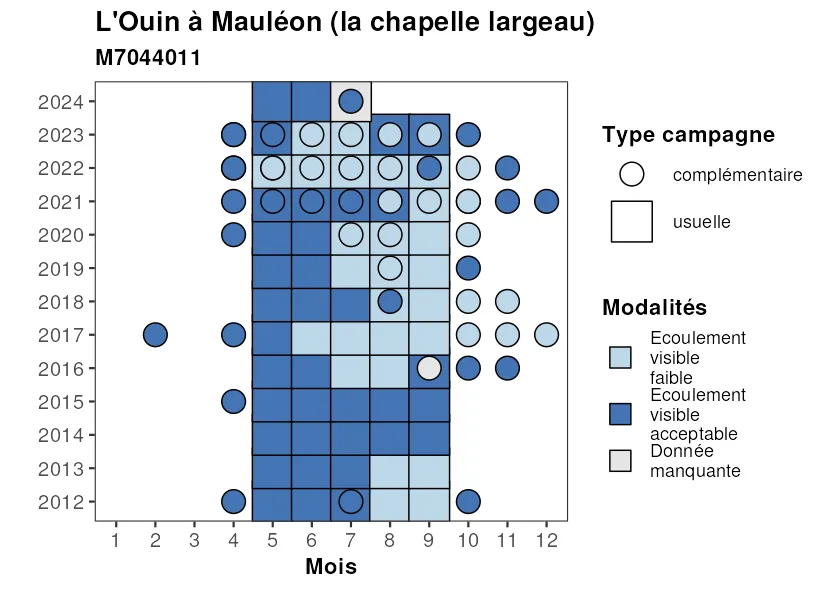 L'Ouin à Mauléon (la chapelle largeau)
M7044011
2024
2023
2022
2021
2020
2019
2018
2017
2016
2015
2014
2013
2012
1 2 3 4 5 6 7 8 9 10 11 12
Mois
Type campagne
complémentaire
usuelle
Modalités
Ecoulement
visible
faible
Ecoulement
visible
acceptable
Donnée
manquante